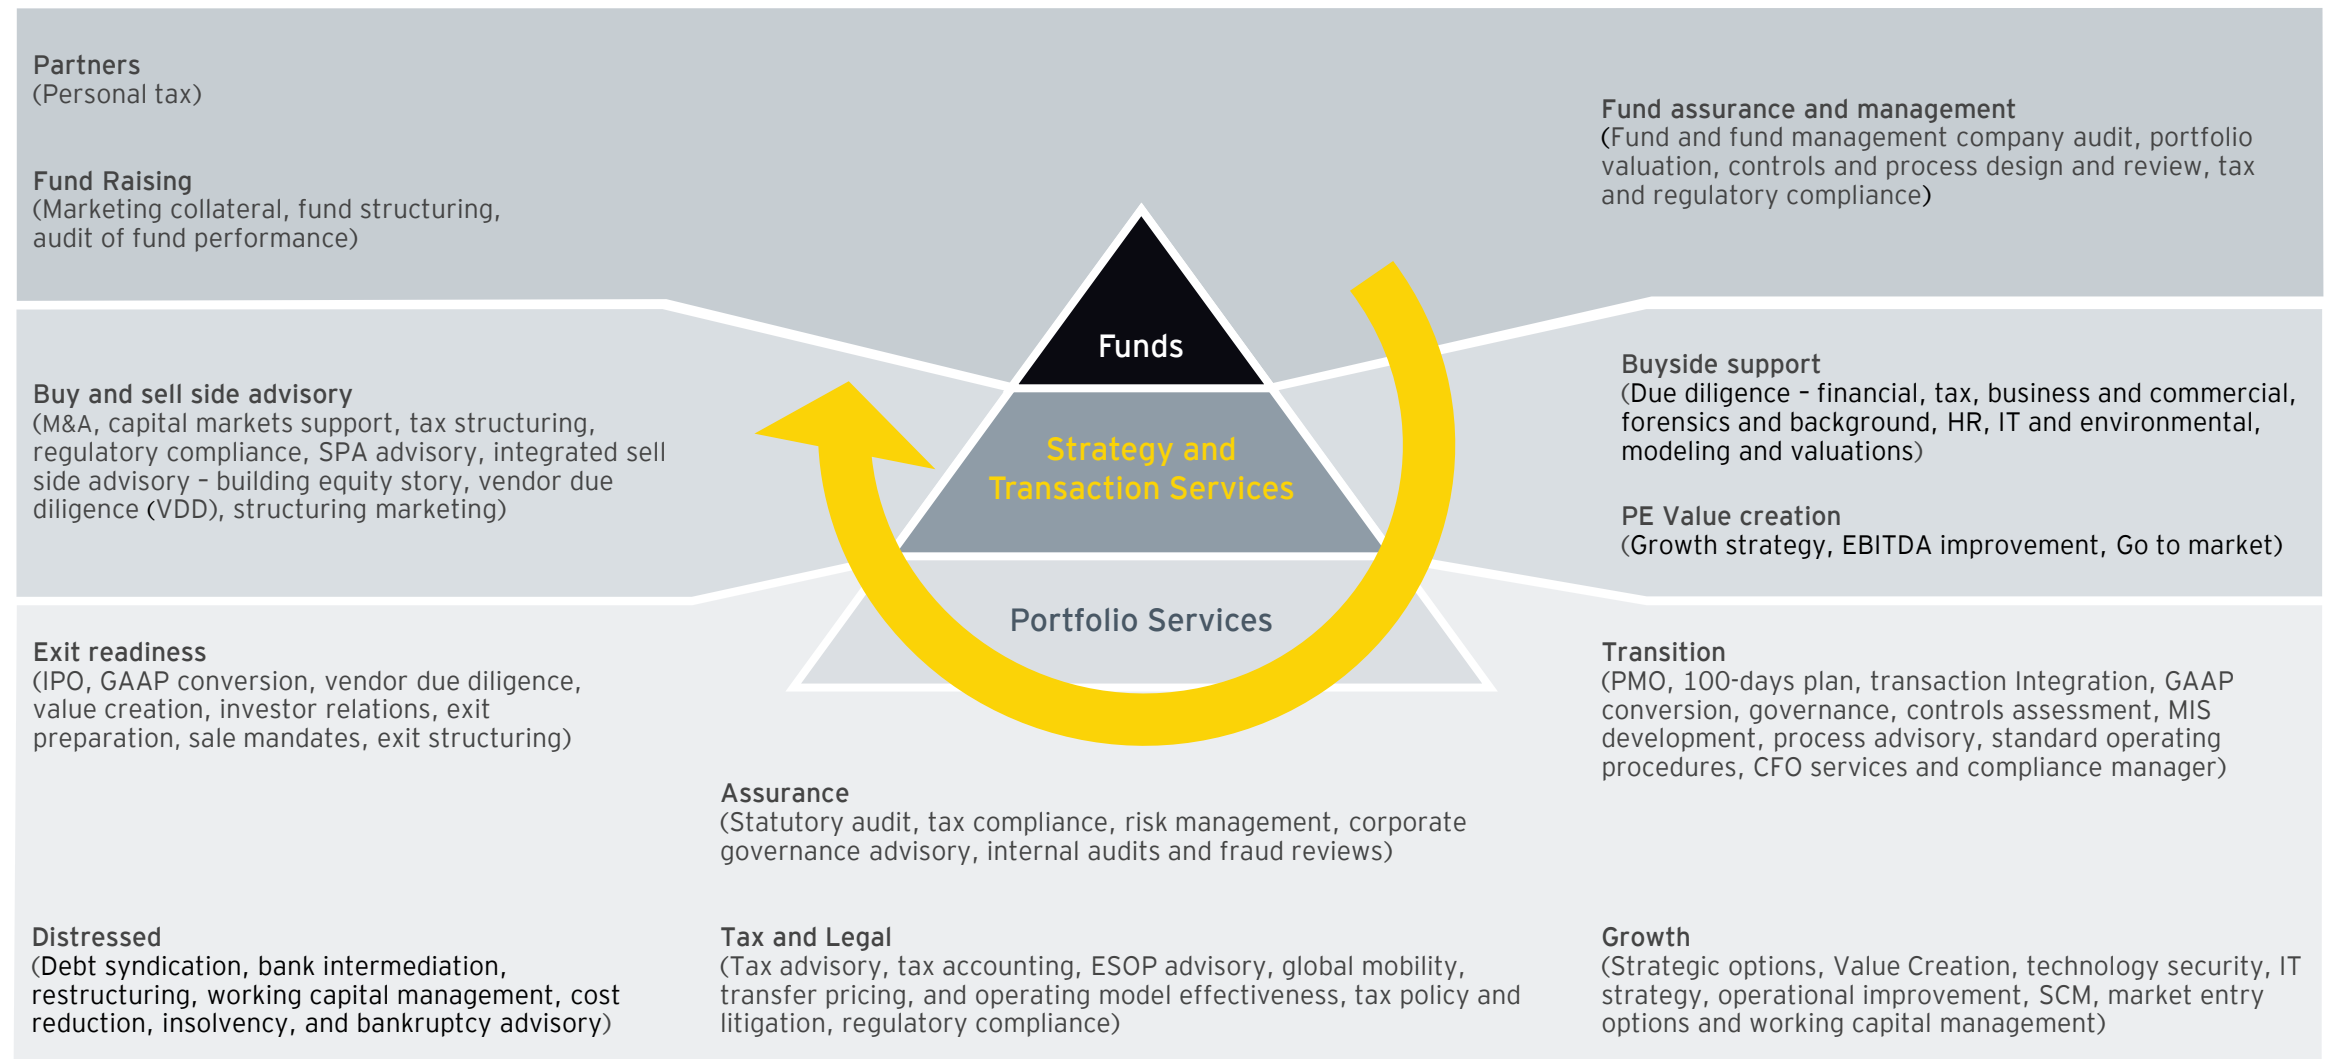 Partners
(Personal tax)
Fund Raising
(Marketing collateral, fund structuring,
audit of fund performance)
Fund assurance and management
(Fund and fund management company audit, portfolio
valuation, controls and process design and review, tax
and regulatory compliance)
Funds
Buy and sell side advisory
(M&A, capital markets support, tax structuring,
regulatory compliance, SPA advisory, integrated sell
side advisory – building equity story, vendor due
diligence (VDD), structuring marketing)
Strategy and
Transaction Services
Buyside support
(Due diligence – financial, tax, business and commercial,
forensics and background, HR, IT and environmental,
modeling and valuations)
PE Value creation
(Growth strategy, EBITDA improvement, Go to market)
Portfolio Services
Exit readiness
(IPO, GAAP conversion, vendor due diligence,
value creation, investor relations, exit
preparation, sale mandates, exit structuring)
Transition
(PMO, 100-days plan, transaction Integration, GAAP
conversion, governance, controls assessment, MIS
development, process advisory, standard operating
procedures, CFO services and compliance manager)
Assurance
(Statutory audit, tax compliance, risk management, corporate
governance advisory, internal audits and fraud reviews)
Distressed
(Debt syndication, bank intermediation,
restructuring, working capital management, cost
reduction, insolvency, and bankruptcy advisory)
Tax and Legal
(Tax advisory, tax accounting, ESOP advisory, global mobility,
transfer pricing, and operating model effectiveness, tax policy and
litigation, regulatory compliance)
Growth
(Strategic options, Value Creation, technology security, IT
strategy, operational improvement, SCM, market entry
options and working capital management)